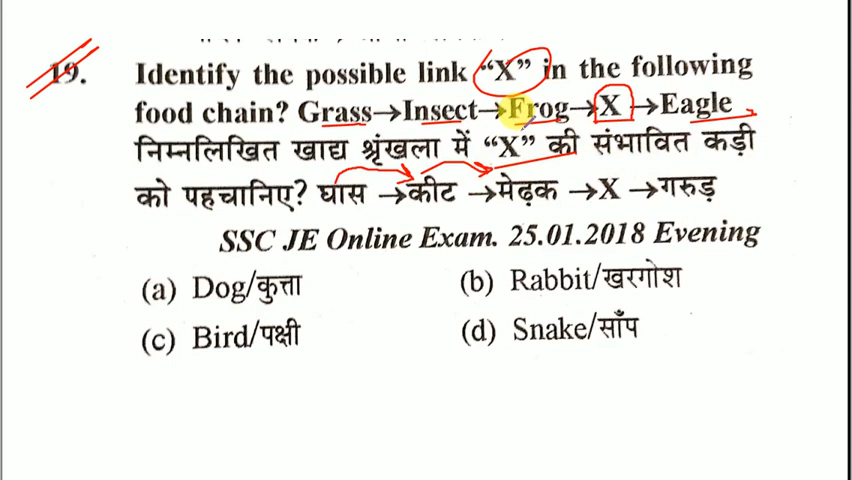 19. Identify the possible link “X” in the following
food chain? Grass→Insect→Frog→X→Eagle
निम्नलिखित खाद्य श्रृंखला में “X” की संभावित कड़ी
को पहचानिए? घास →कीट →मेढ़क →X →गरुड़
SSC JE Online Exam. 25.01.2018 Evening
(a) Dog/कुत्ता (b) Rabbit/खरगोश
(c) Bird/पक्षी (d) Snake/साँप